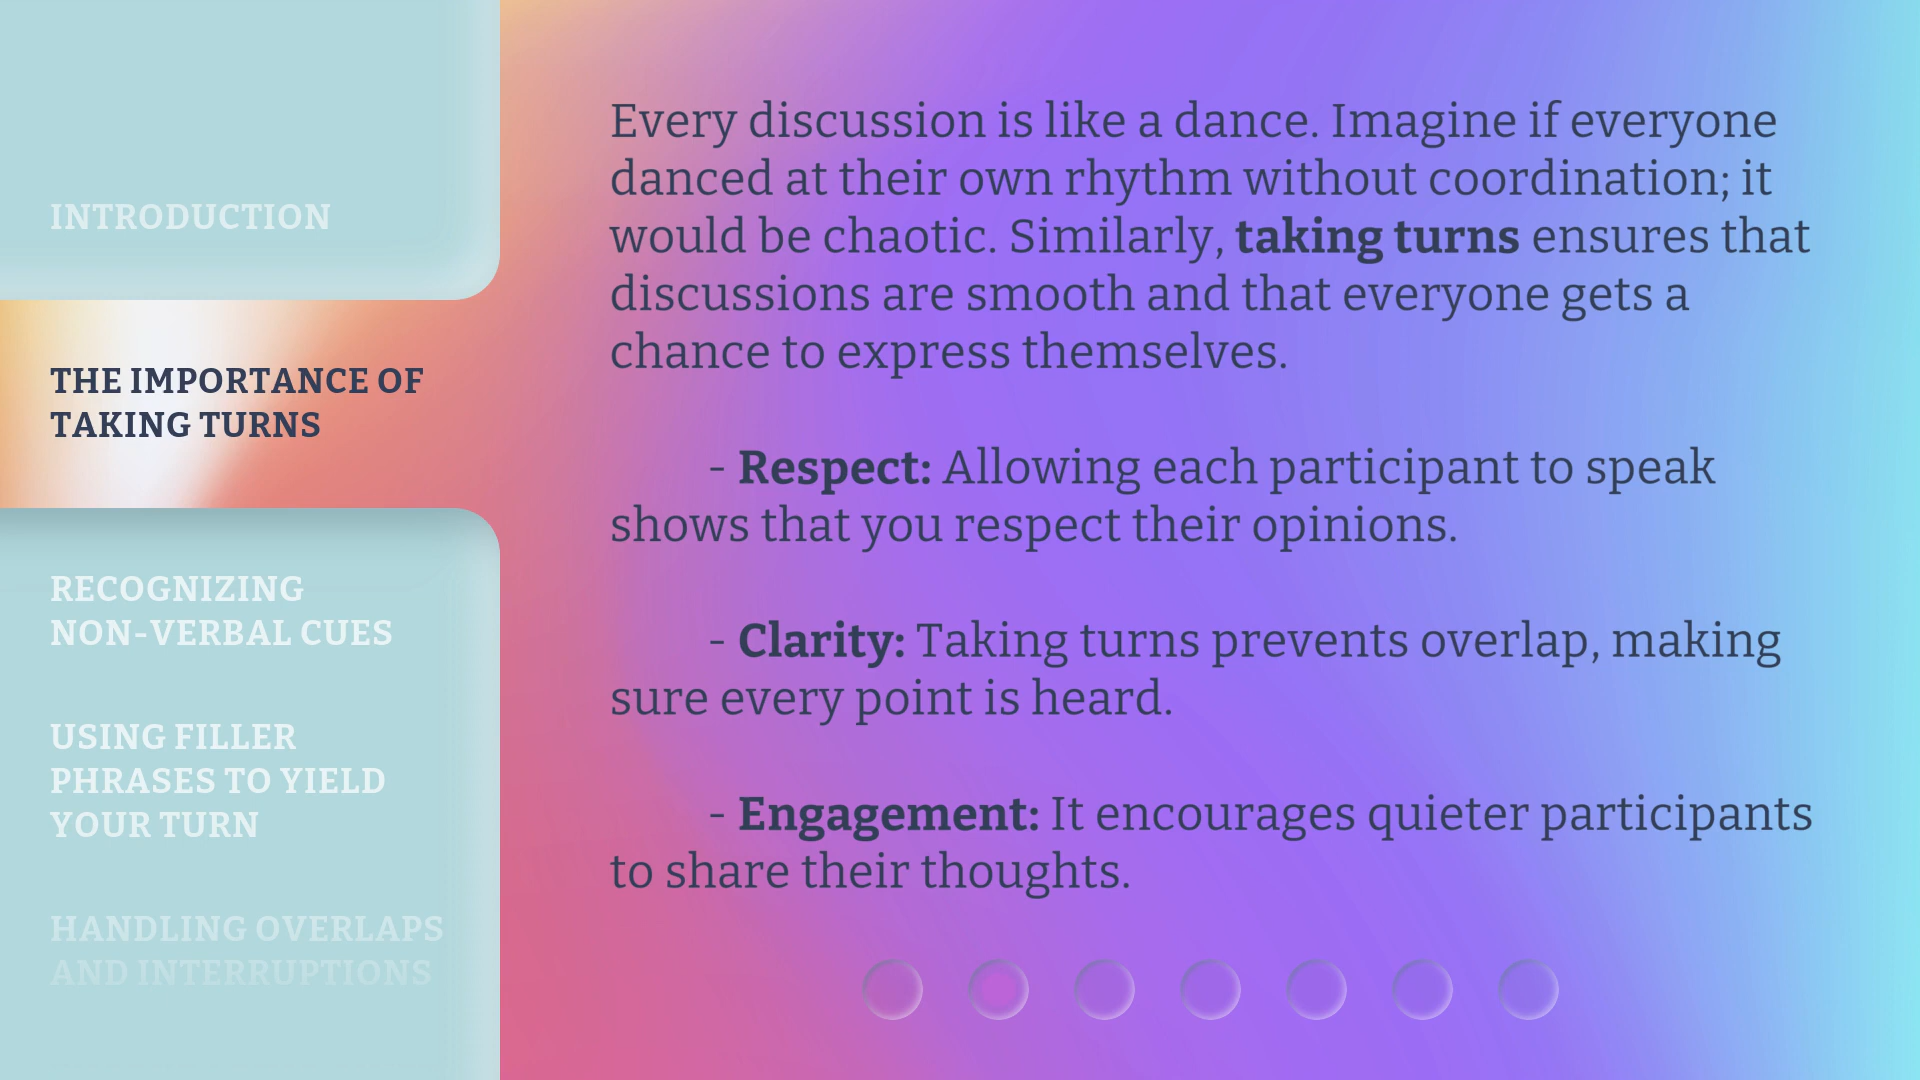 INTRODUCTION
THE IMPORTANCE OF
TAKING TURNS
RECOGNIZING
NON-VERBAL CUES
USING FILLER
PHRASES TO YIELD
YOUR TURN
HANDLING OVERLAPS
AND INTERRUPTIONS
Every discussion is like a dance. Imagine if everyone
danced at their own rhythm without coordination; it
would be chaotic. Similarly, taking turns ensures that
discussions are smooth and that everyone gets a
chance to express themselves.
- Respect: Allowing each participant to speak
shows that you respect their opinions.
- Clarity: Taking turns prevents overlap, making
sure every point is heard.
- Engagement: It encourages quieter participants
to share their thoughts.